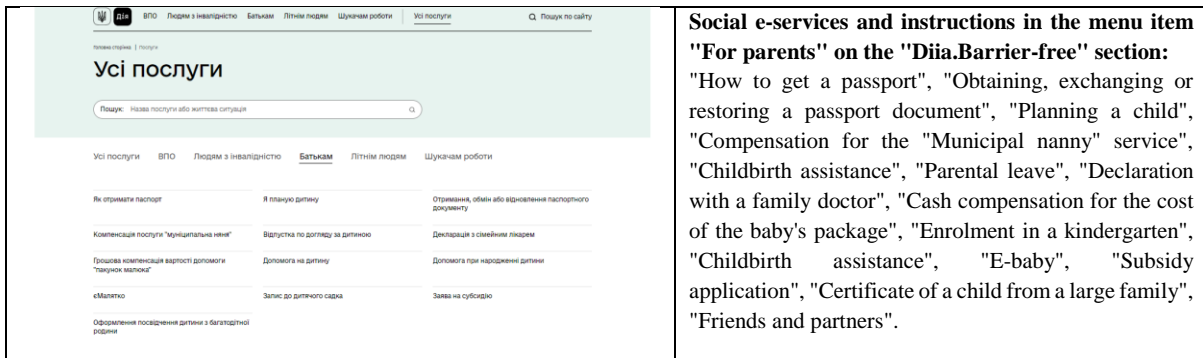 Дія ВПО Людям з інвалідністю Батькам Літнім людям Шукачам роботи Усі послуги Пошук по сайту
Головна сторінка | Послуги
Усі послуги
Пошук: Назва послуги або життєва ситуація
Усі послуги ВПО Людям з інвалідністю Батькам Літнім людям Шукачам роботи
Як отримати паспорт Я планую дитину Отримання, обмін або відновлення паспортного
документу
Компенсація послуги "муніципальна няня" Відпустка по догляду за дитиною Декларація з сімейним лікарем
Грошова компенсація вартості допомоги Допомога на дитину Допомога при народженні дитини
"пакунок малюка"
єМалятко Запис до дитячого садка Заява на субсидію
Оформлення посвідчення дитини з багатодітної
родини
Social e-services and instructions in the menu item
"For parents" on the "Diia.Barrier-free" section:
"How to get a passport", "Obtaining, exchanging or
restoring a passport document", "Planning a child",
"Compensation for the "Municipal nanny" service",
"Childbirth assistance", "Parental leave", "Declaration
with a family doctor", "Cash compensation for the cost
of the baby's package", "Enrolment in a kindergarten",
"Childbirth assistance", "E-baby", "Subsidy
application", "Certificate of a child from a large family",
"Friends and partners".